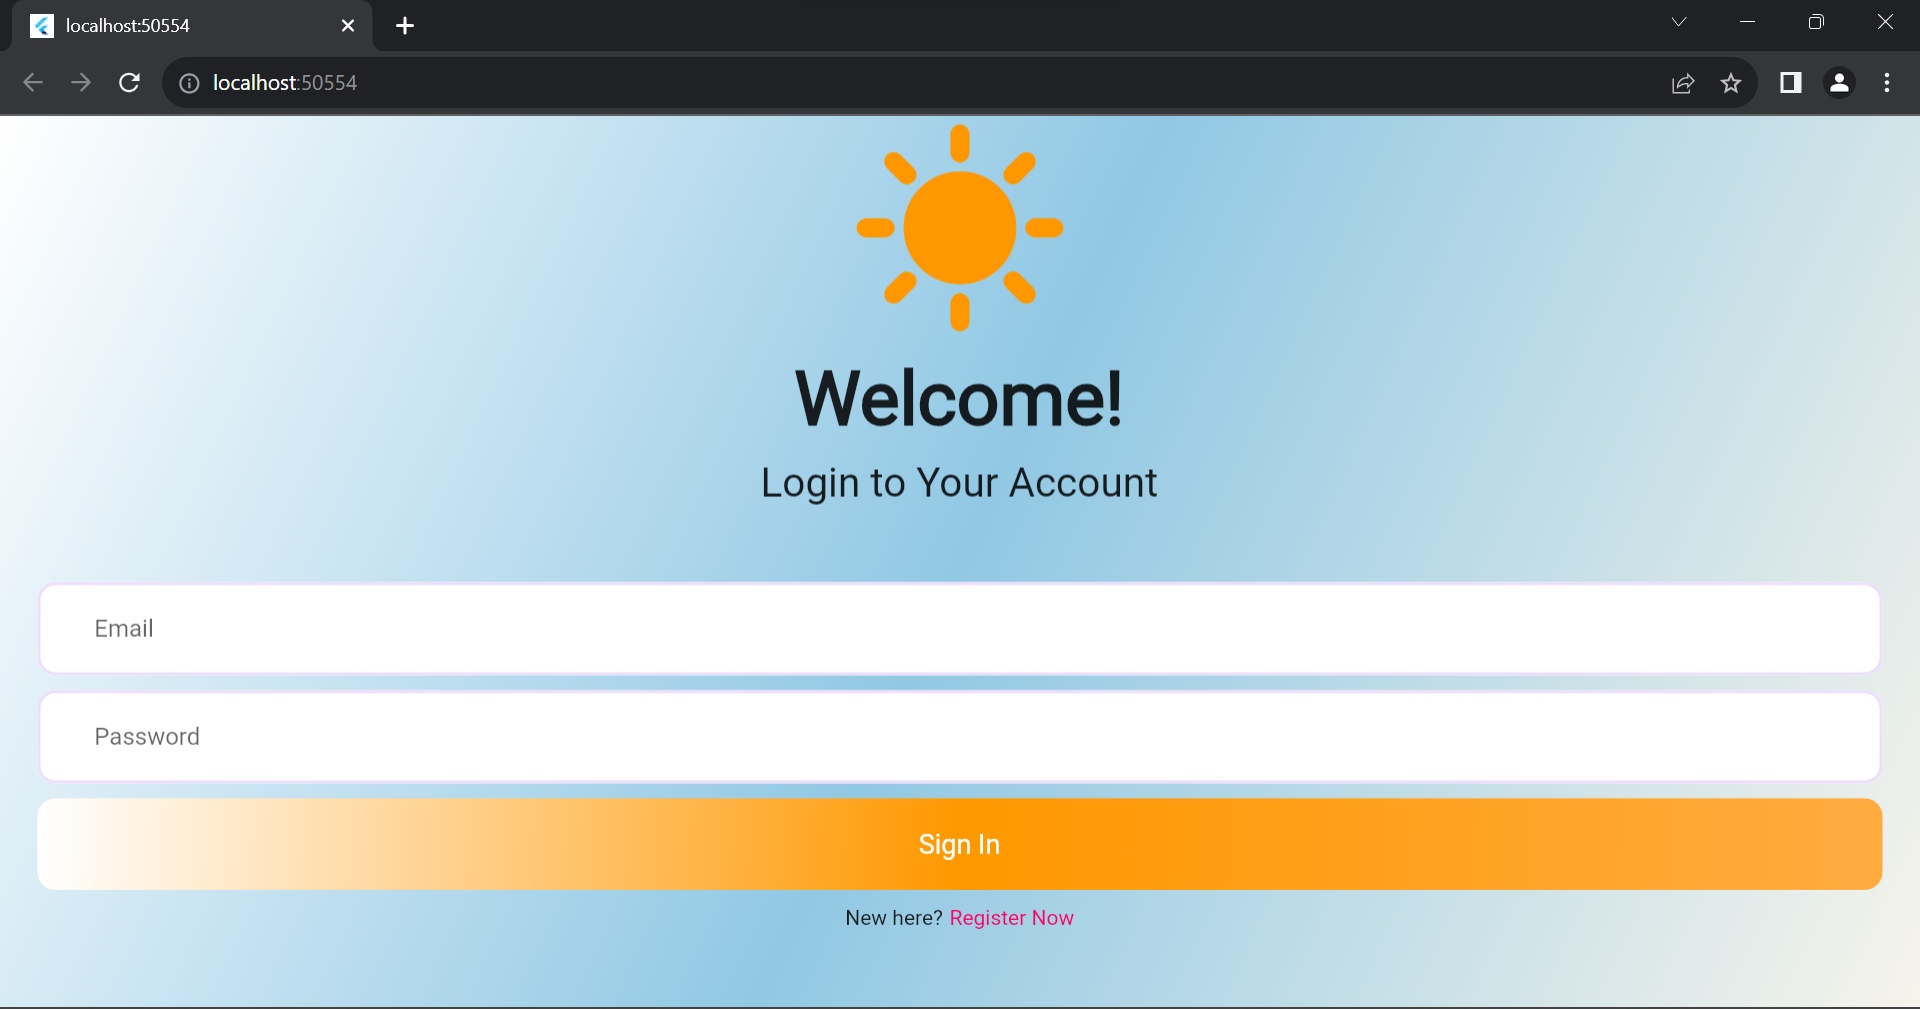 localhost:50554
localhost:50554
Welcome!
Login to Your Account
Email
Password
Sign In
New here? Register Now